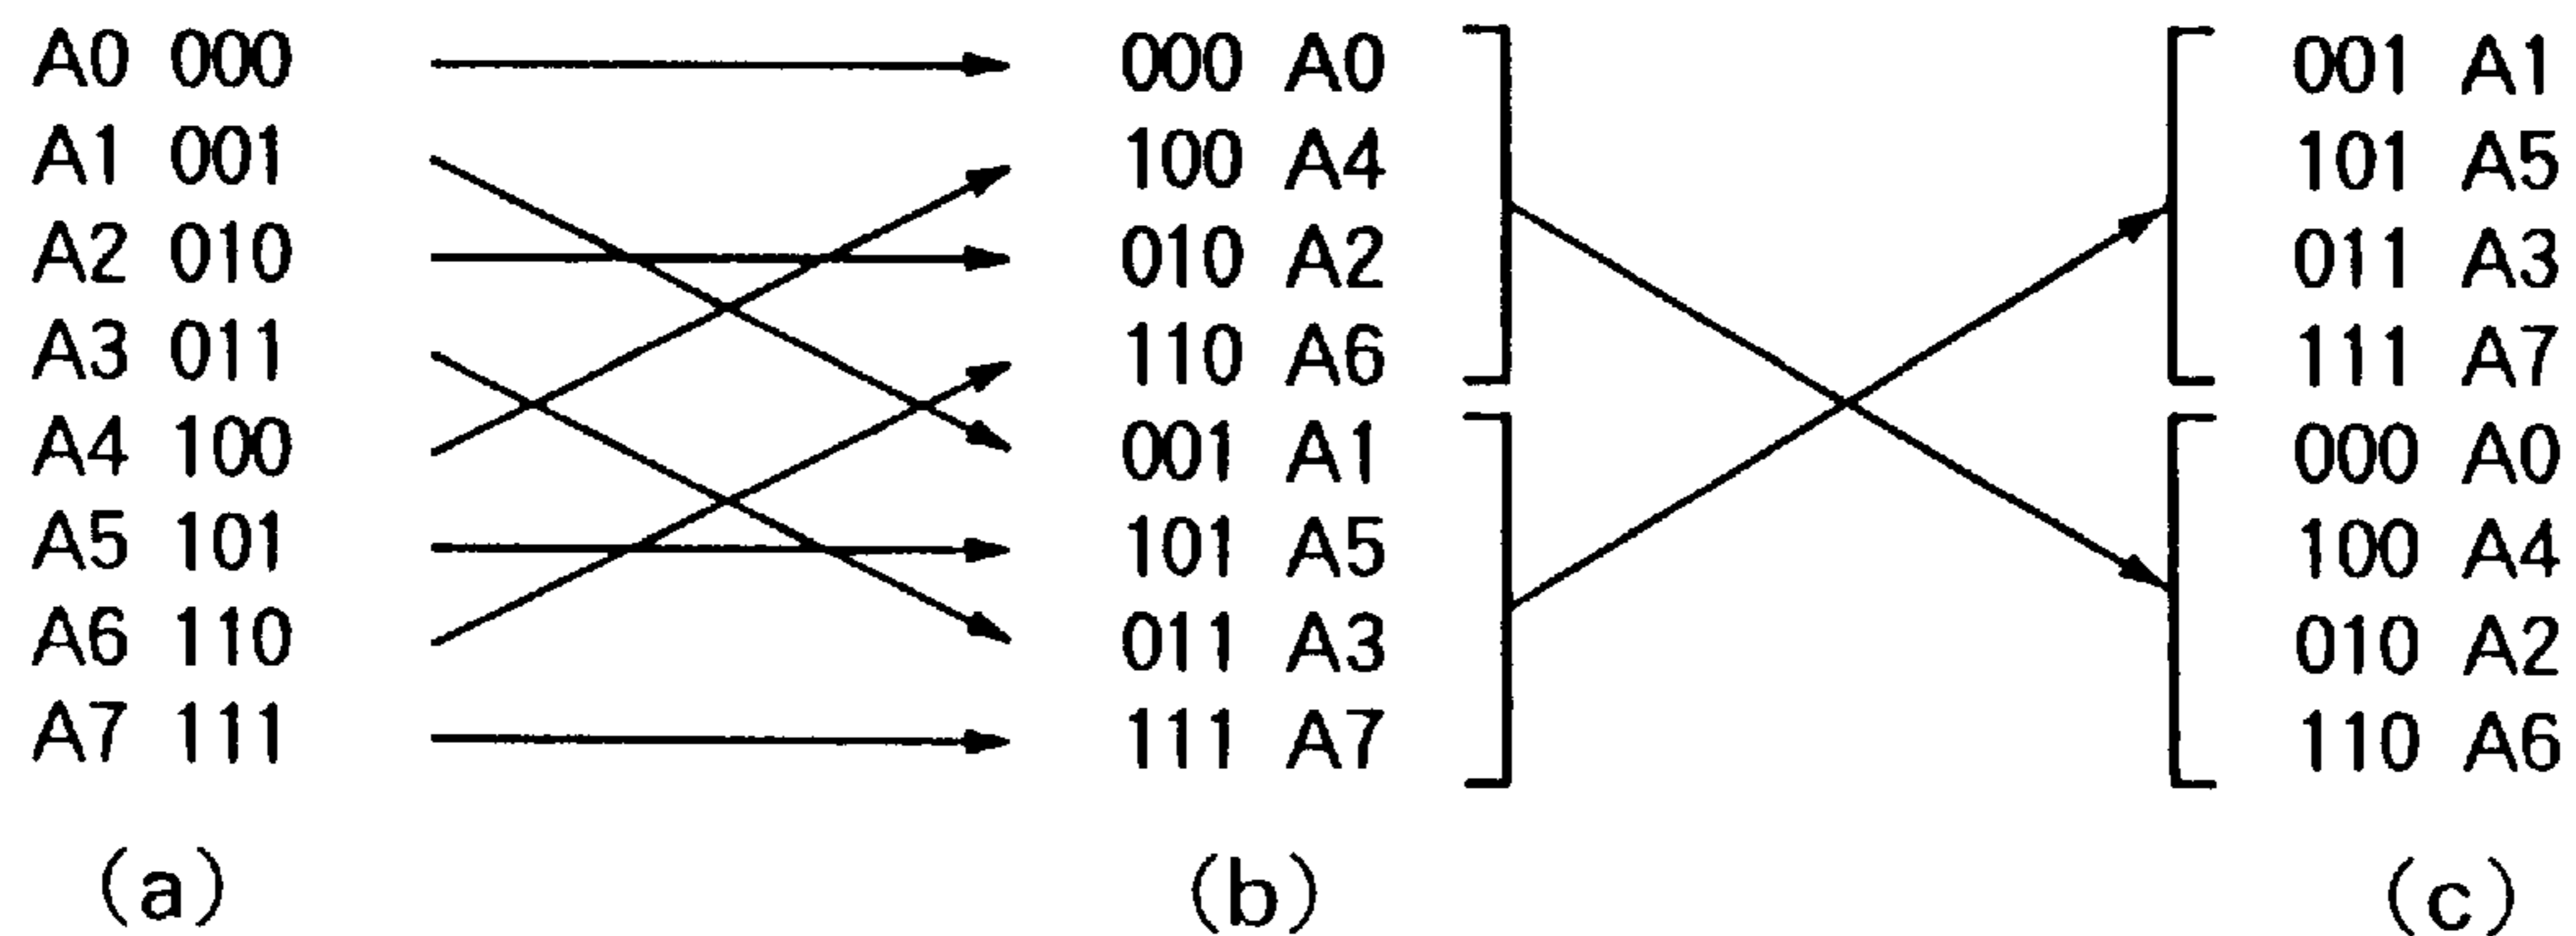 A0 000 000 A0 001 A1
A1 001 100 A4 101 A5
A2 010 010 A2 011 A3
A3 011 110 A6 111 A7
A4 100 001 A1 000 A0
A5 101 101 A5 100 A4
A6 110 011 A3 010 A2
A7 111 111 A7 110 A6
(a) (b) (c)